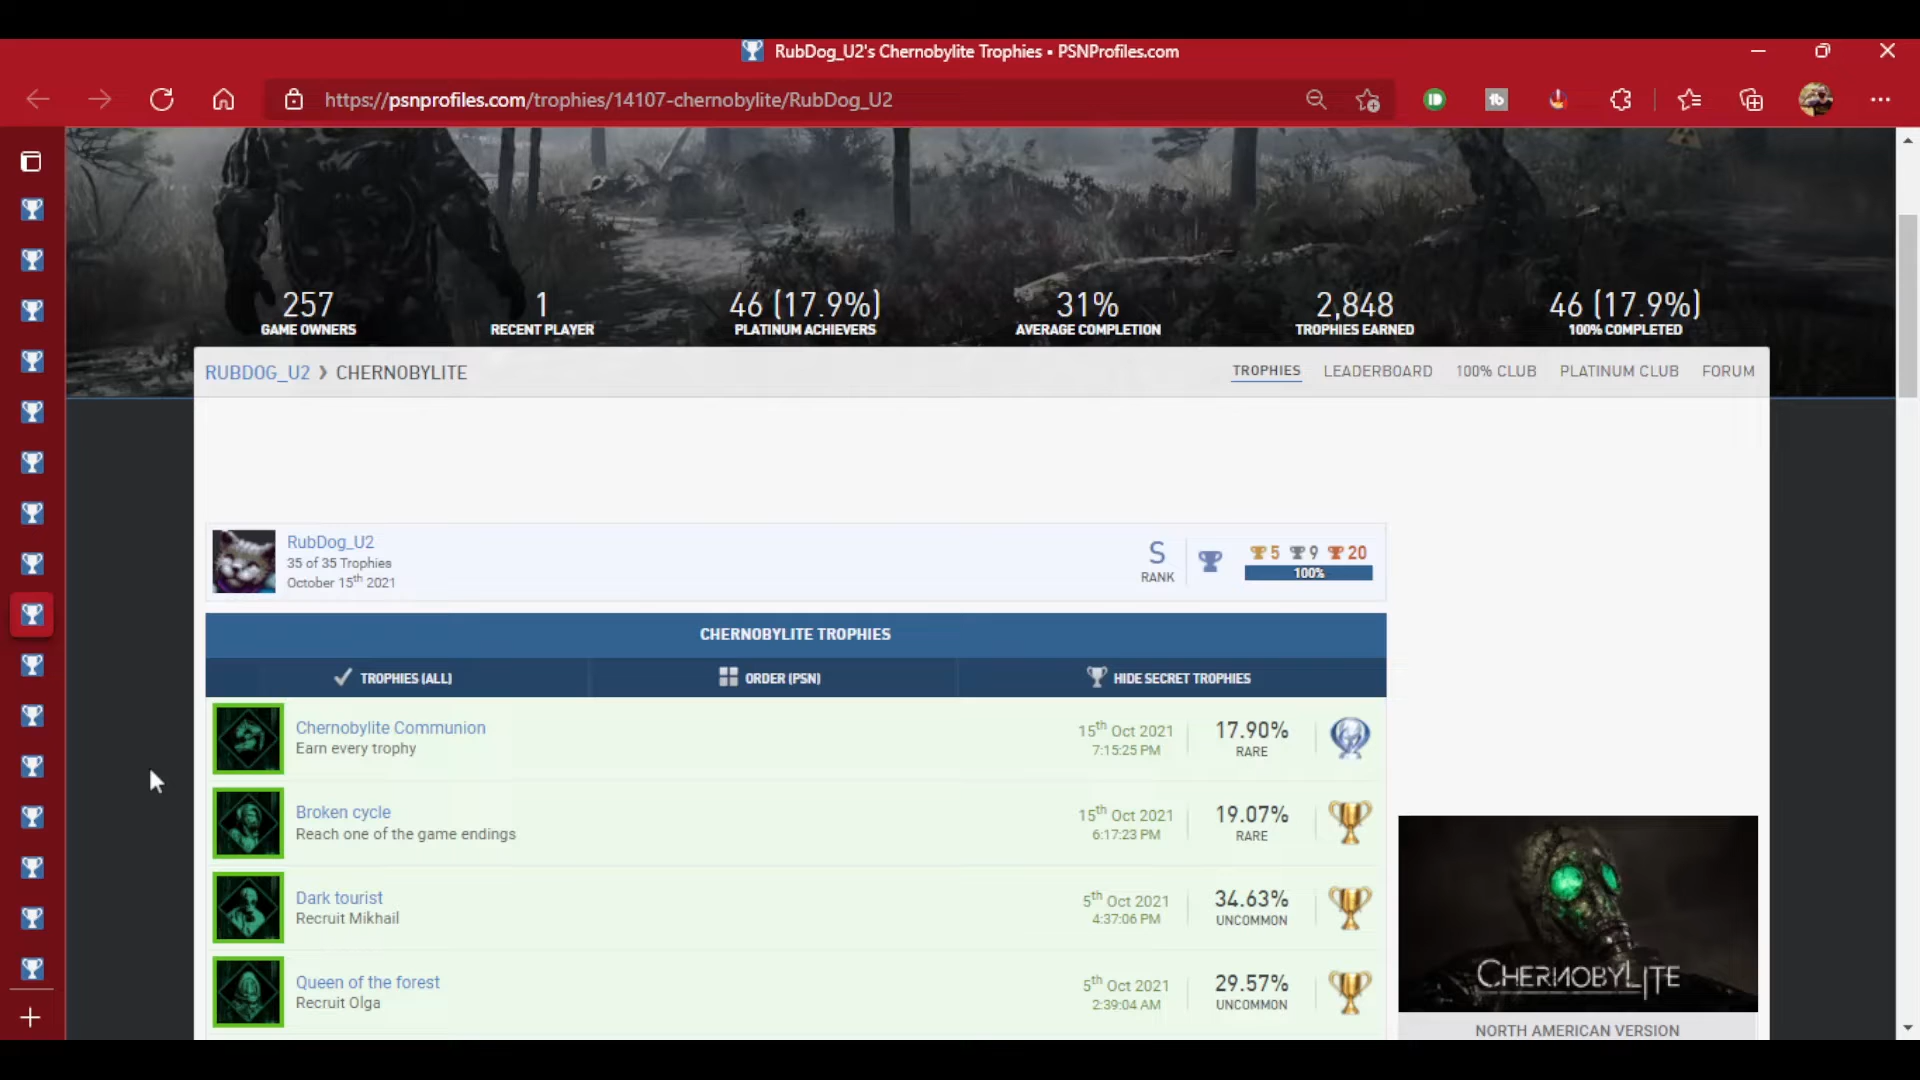 RubDog_U2's Chernobylite Trophies • PSNProfiles.com
https://psnprofiles.com/trophies/14107-chernobylite/RubDog_U2
257
GAME OWNERS
1
RECENT PLAYER
46 (17.9%)
PLATINUM ACHIEVERS
31%
AVERAGE COMPLETION
2,848
TROPHIES EARNED
46 (17.9%)
100% COMPLETED
RUBDOG_U2 › CHERNOBYLITE
TROPHIES LEADERBOARD 100% CLUB PLATINUM CLUB FORUM
RubDog_U2
35 of 35 Trophies
October 15th 2021
S
RANK
5 9 20
100%
CHERNOBYLITE TROPHIES
TROPHIES (ALL) ORDER (PSN) HIDE SECRET TROPHIES
Chernobylite Communion
Earn every trophy
15th Oct 2021
7:15:25 PM
17.90%
RARE
Broken cycle
Reach one of the game endings
15th Oct 2021
6:17:23 PM
19.07%
RARE
Dark tourist
Recruit Mikhail
5th Oct 2021
4:37:06 PM
34.63%
UNCOMMON
Queen of the forest
Recruit Olga
5th Oct 2021
2:39:04 AM
29.57%
UNCOMMON
CHERNOBYLITE
NORTH AMERICAN VERSION